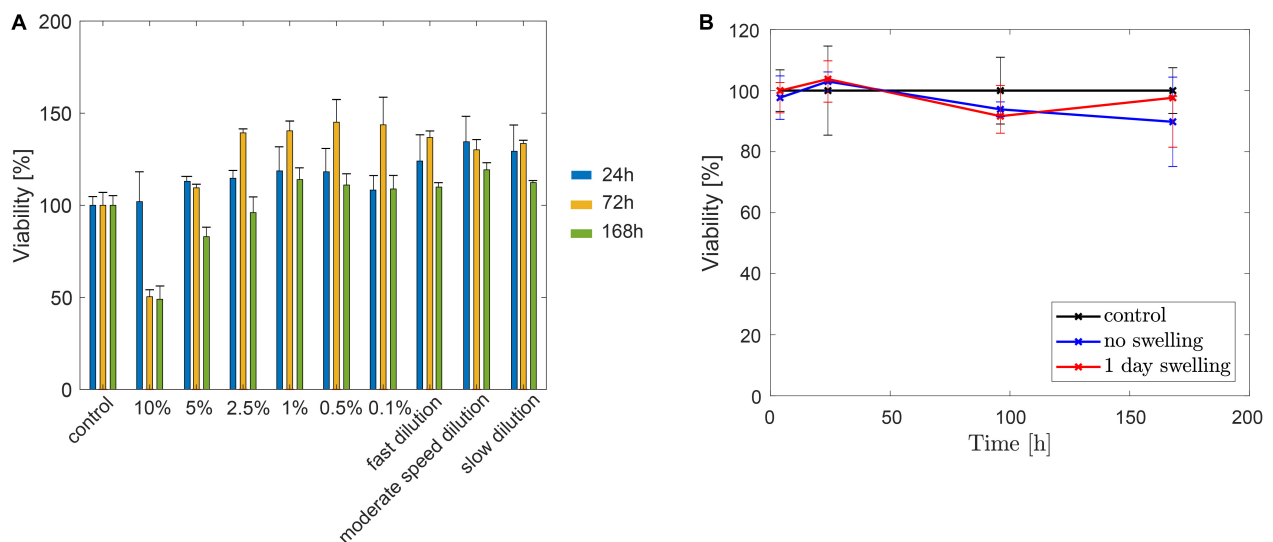 A
200
150
100
50
0
Viability [%]
control
10%
5%
2.5%
1%
0.5%
0.1%
fast dilution
moderate speed dilution
slow dilution
24h
72h
168h
B
120
100
80
60
40
20
0
Viability [%]
0
50
100
150
200
Time [h]
control
no swelling
1 day swelling